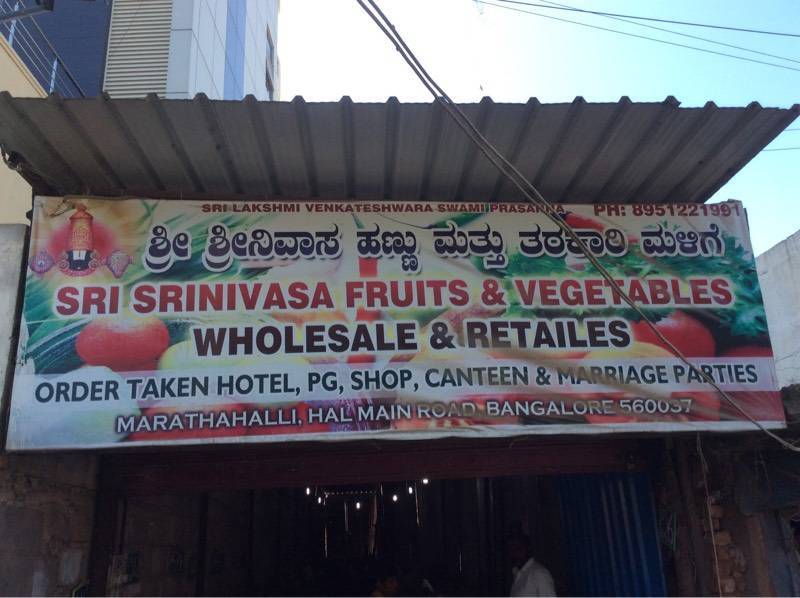 SRI LAKSHMI VENKATESHWARA SWAMI PRASANNA PH: 8951221991
ಶ್ರೀ ಶ್ರೀನಿವಾಸ ಹಣ್ಣು ಮತ್ತು ತರಕಾರಿ ಮಳಿಗೆ
SRI SRINIVASA FRUITS & VEGETABLES
WHOLESALE & RETAILES
ORDER TAKEN HOTEL, PG, SHOP, CANTEEN & MARRIAGE PARTIES
MARATHAHALLI, HAL MAIN ROAD, BANGALORE 560037